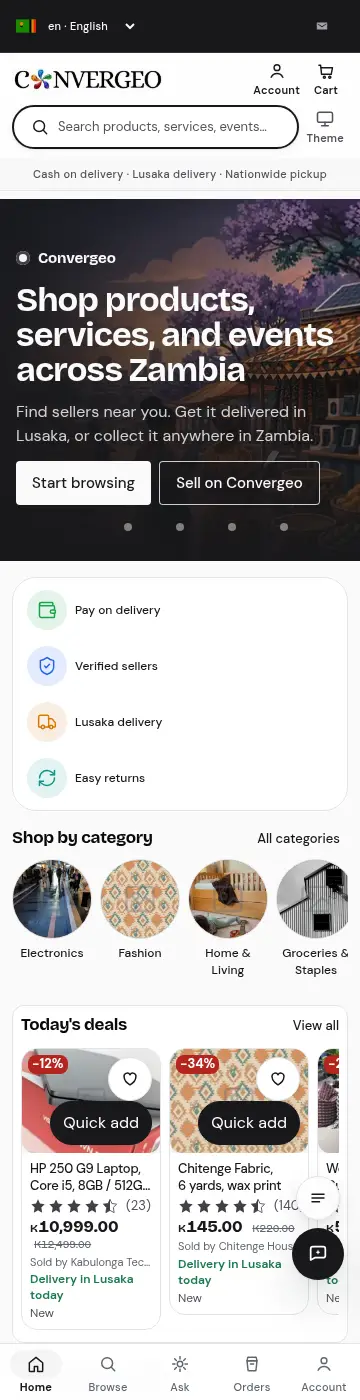 en · English
CONVERGEO
Account
Cart
Search products, services, events…
Theme
Cash on delivery · Lusaka delivery · Nationwide pickup
Convergeo
Shop products,
services, and events
across Zambia
Find sellers near you. Get it delivered in
Lusaka, or collect it anywhere in Zambia.
Start browsing
Sell on Convergeo
Pay on delivery
Verified sellers
Lusaka delivery
Easy returns
Shop by category
All categories
Electronics
Fashion
Home &
Living
Groceries &
Staples
Today's deals
View all
-12%
Quick add
HP 250 G9 Laptop,
Core i5, 8GB / 512G…
(23)
K10,999.00
K12,499.00
Sold by Kabulonga Tec…
Delivery in Lusaka
today
New
-34%
Quick add
Chitenge Fabric,
6 yards, wax print
(140
K145.00 K220.00
Sold by Chitenge Hous
Delivery in Lusaka
today
New
Home
Browse
Ask
Orders
Account